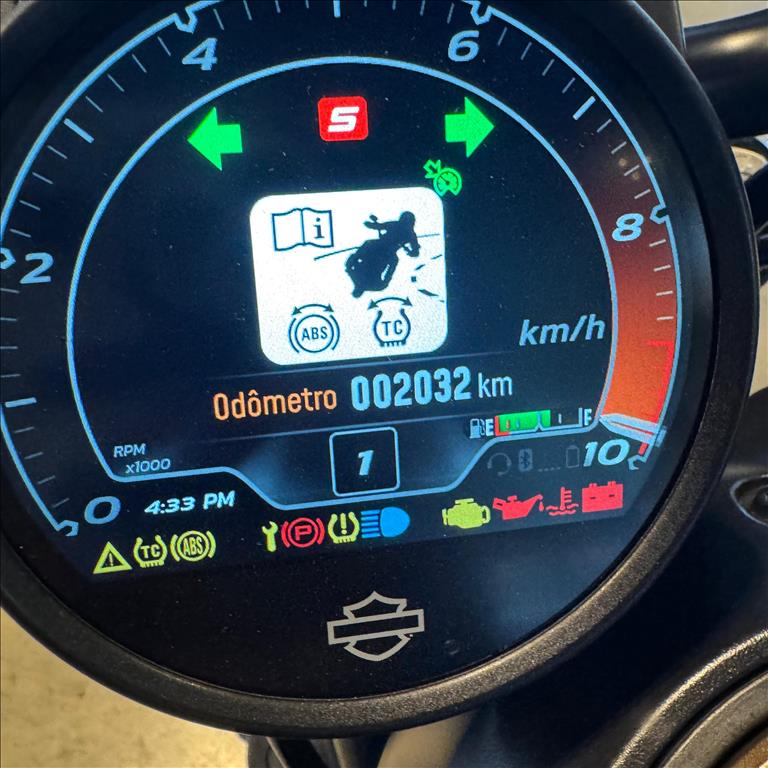 4 6
S
2 8
i
ABS TC
km/h
Odômetro 002032 km
E F
RPM
x1000
1
0 4:33 PM 10
TC ABS P